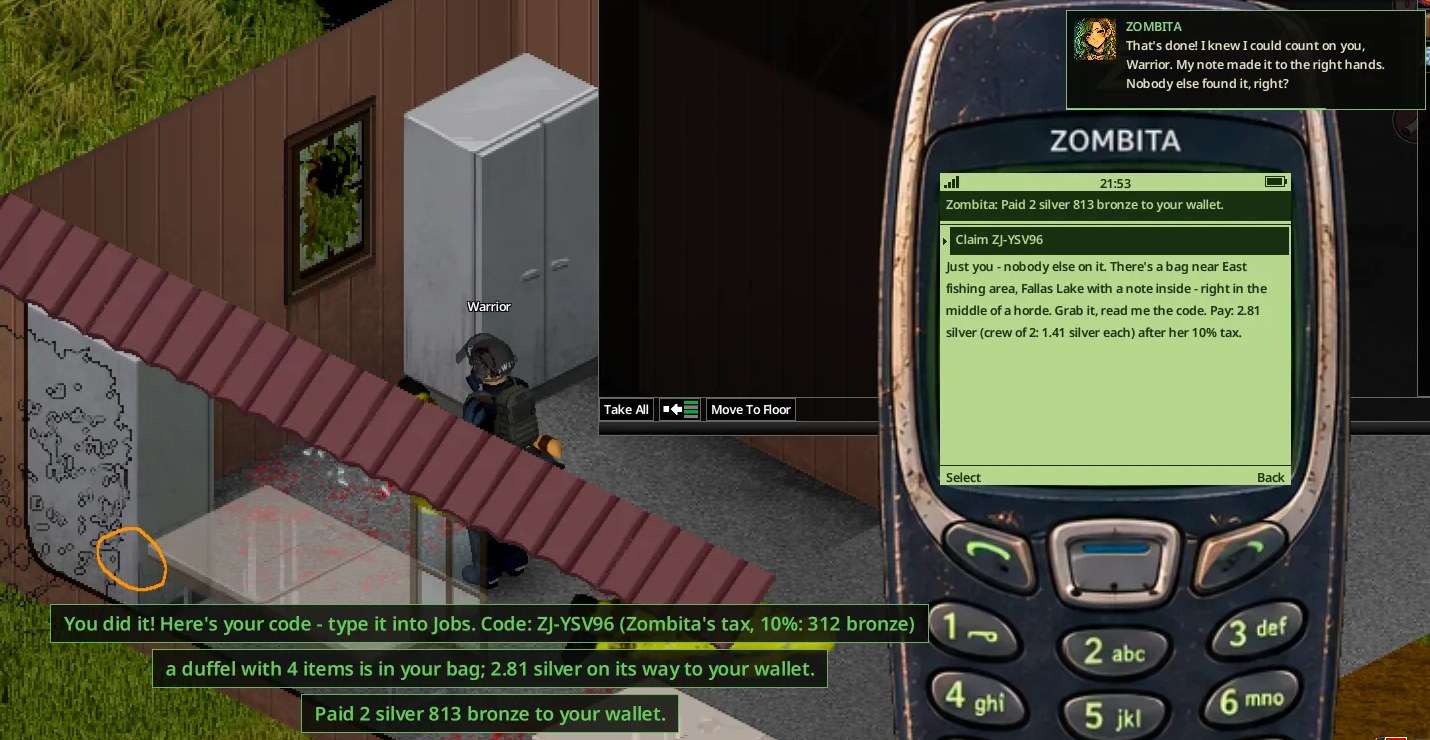 ZOMBITA
That's done! I knew I could count on you,
Warrior. My note made it to the right hands.
Nobody else found it, right?
ZOMBITA
21:53
Zombita: Paid 2 silver 813 bronze to your wallet.
Claim ZJ-YSV96
Just you - nobody else on it. There's a bag near East
fishing area, Fallas Lake with a note inside - right in the
middle of a horde. Grab it, read me the code. Pay: 2.81
silver (crew of 2: 1.41 silver each) after her 10% tax.
Select Back
Warrior
Take All Move To Floor
You did it! Here's your code - type it into Jobs. Code: ZJ-YSV96 (Zombita's tax, 10%: 312 bronze)
a duffel with 4 items is in your bag; 2.81 silver on its way to your wallet.
Paid 2 silver 813 bronze to your wallet.
1
2 abc
3 def
4 ghi
5 jkl
6 mno